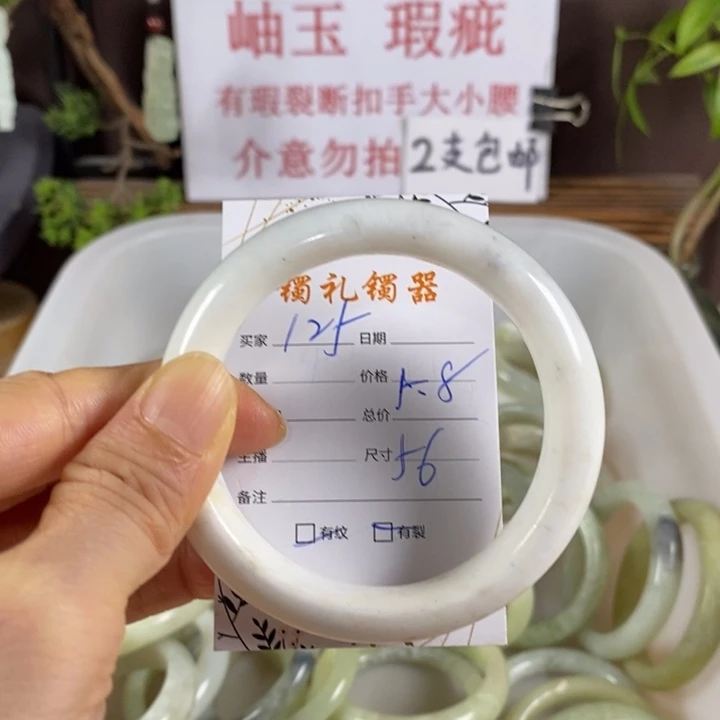 岫玉 瑕疵
有瑕裂断扣手大小腰
介意勿拍 2支包邮
镯礼镯器
买家 125 日期
数量 价格 5.8
总价
主播 尺寸 56
备注
有纹 有裂